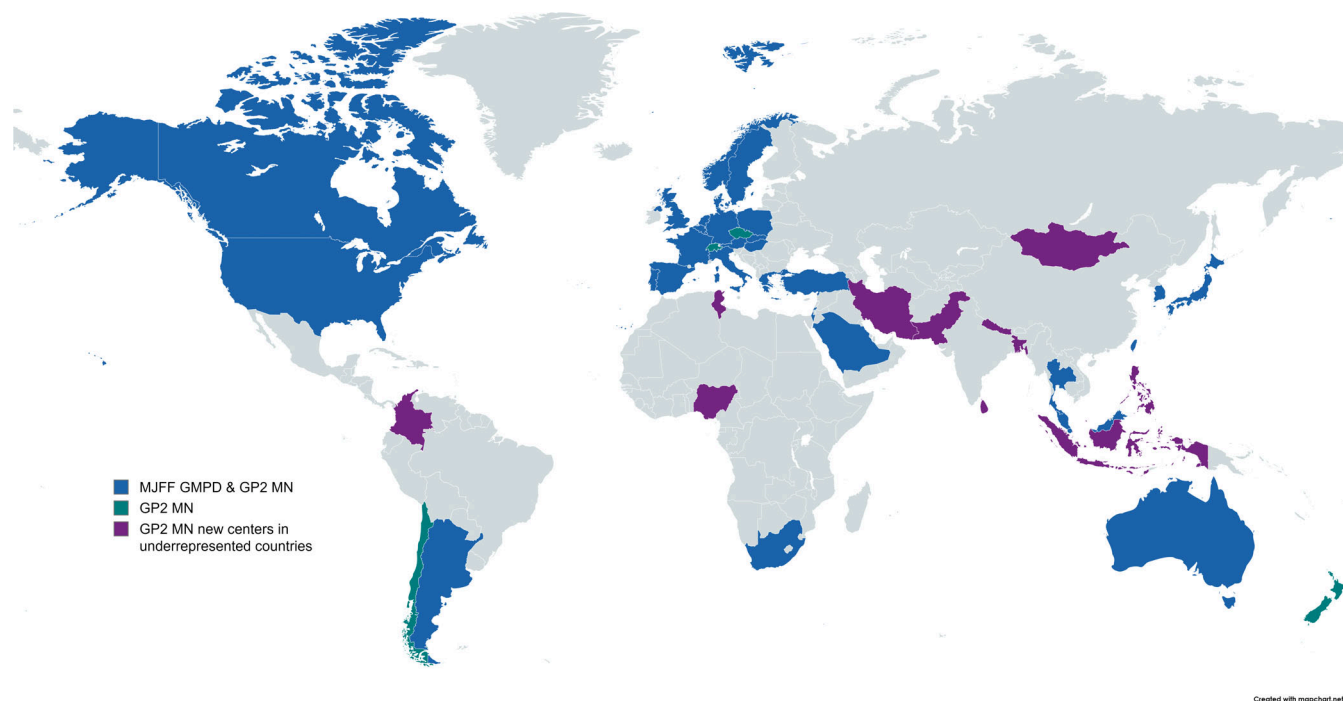 MJFF GMPD & GP2 MN
GP2 MN
GP2 MN new centers in
underrepresented countries
Created with mapchart.net